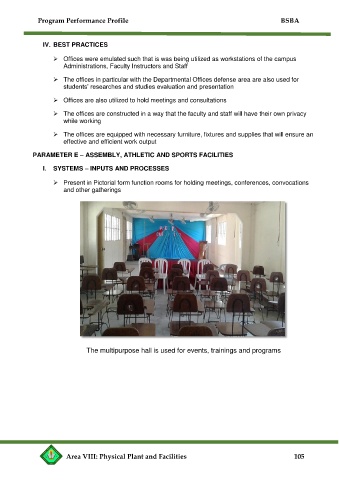 Program Performance Profile BSBA
IV. BEST PRACTICES
➢ Offices were emulated such that is was being utilized as workstations of the campus
Administrations, Faculty Instructors and Staff
➢ The offices in particular with the Departmental Offices defense area are also used for
students' researches and studies evaluation and presentation
➢ Offices are also utilized to hold meetings and consultations
➢ The offices are constructed in a way that the faculty and staff will have their own privacy
while working
➢ The offices are equipped with necessary furniture, fixtures and supplies that will ensure an
effective and efficient work output
PARAMETER E – ASSEMBLY, ATHLETIC AND SPORTS FACILITIES
I. SYSTEMS – INPUTS AND PROCESSES
➢ Present in Pictorial form function rooms for holding meetings, conferences, convocations
and other gatherings
The multipurpose hall is used for events, trainings and programs
Area VIII: Physical Plant and Facilities 105